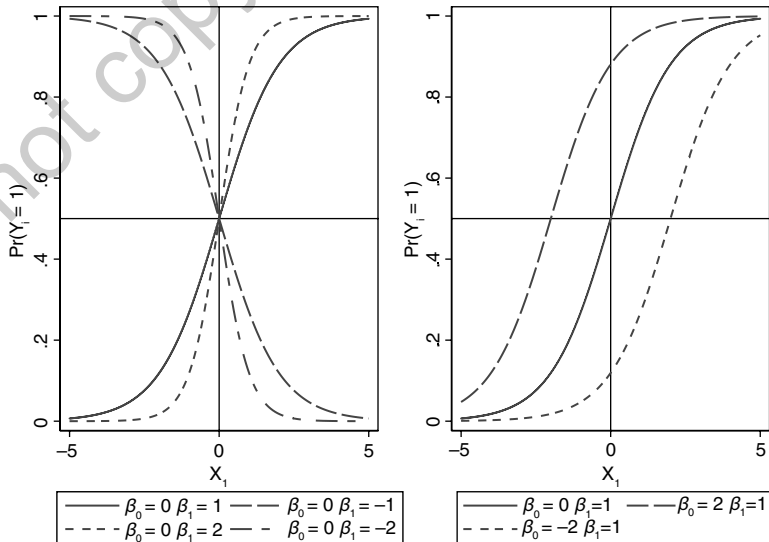 not copy
1
.8
.6
.4
.2
0
Pr(Yᵢ = 1)
−5
0
5
X₁
β₀ = 0 β₁ = 1
β₀ = 0 β₁ = −1
β₀ = 0 β₁ = 2
β₀ = 0 β₁ = −2
1
.8
.6
.4
.2
0
Pr(Yᵢ = 1)
−5
0
5
X₁
β₀ = 0 β₁=1
β₀ = 2 β₁=1
β₀ = −2 β₁=1